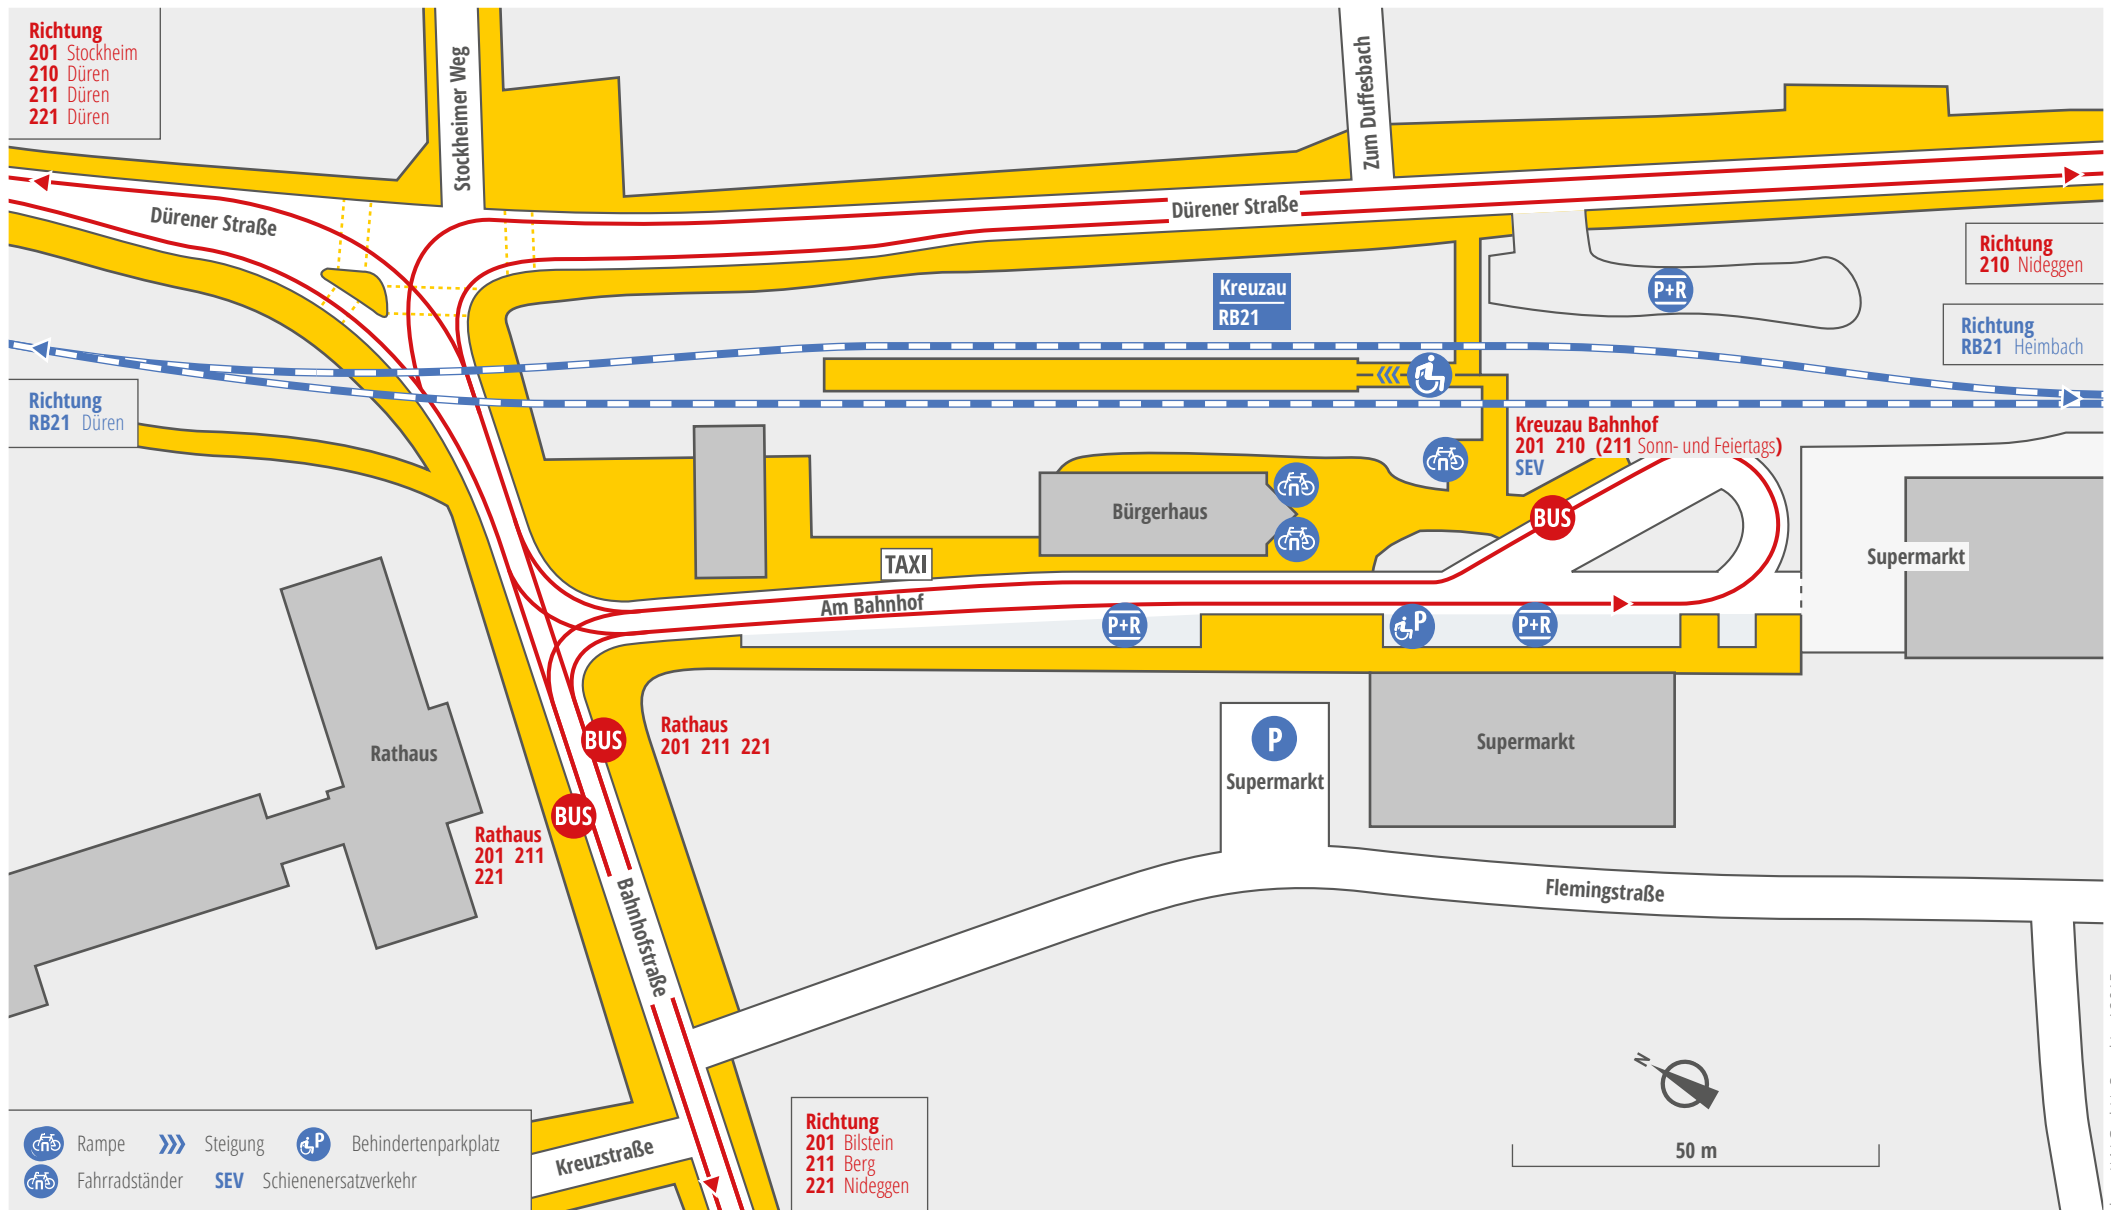 Richtung
201 Stockheim
210 Düren
211 Düren
221 Düren
Stockheimer Weg
Zum Duffesbach
Dürener Straße
Dürener Straße
Richtung
210 Nideggen
P+R
Kreuzau
RB21
Richtung
RB21 Heimbach
Richtung
RB21 Düren
Kreuzau Bahnhof
201 210 (211 Sonn- und Feiertags)
SEV
BUS
Bürgerhaus
Supermarkt
TAXI
Am Bahnhof
P+R
P
P+R
BUS
Rathaus
201 211 221
Rathaus
P
Supermarkt
Supermarkt
BUS
Rathaus
201 211
221
Bahnhofstraße
Flemingstraße
N
50 m
Kreuzstraße
Richtung
201 Bilstein
211 Berg
221 Nideggen
Rampe
Steigung
P
Behindertenparkplatz
Fahrradständer
SEV Schienenersatzverkehr